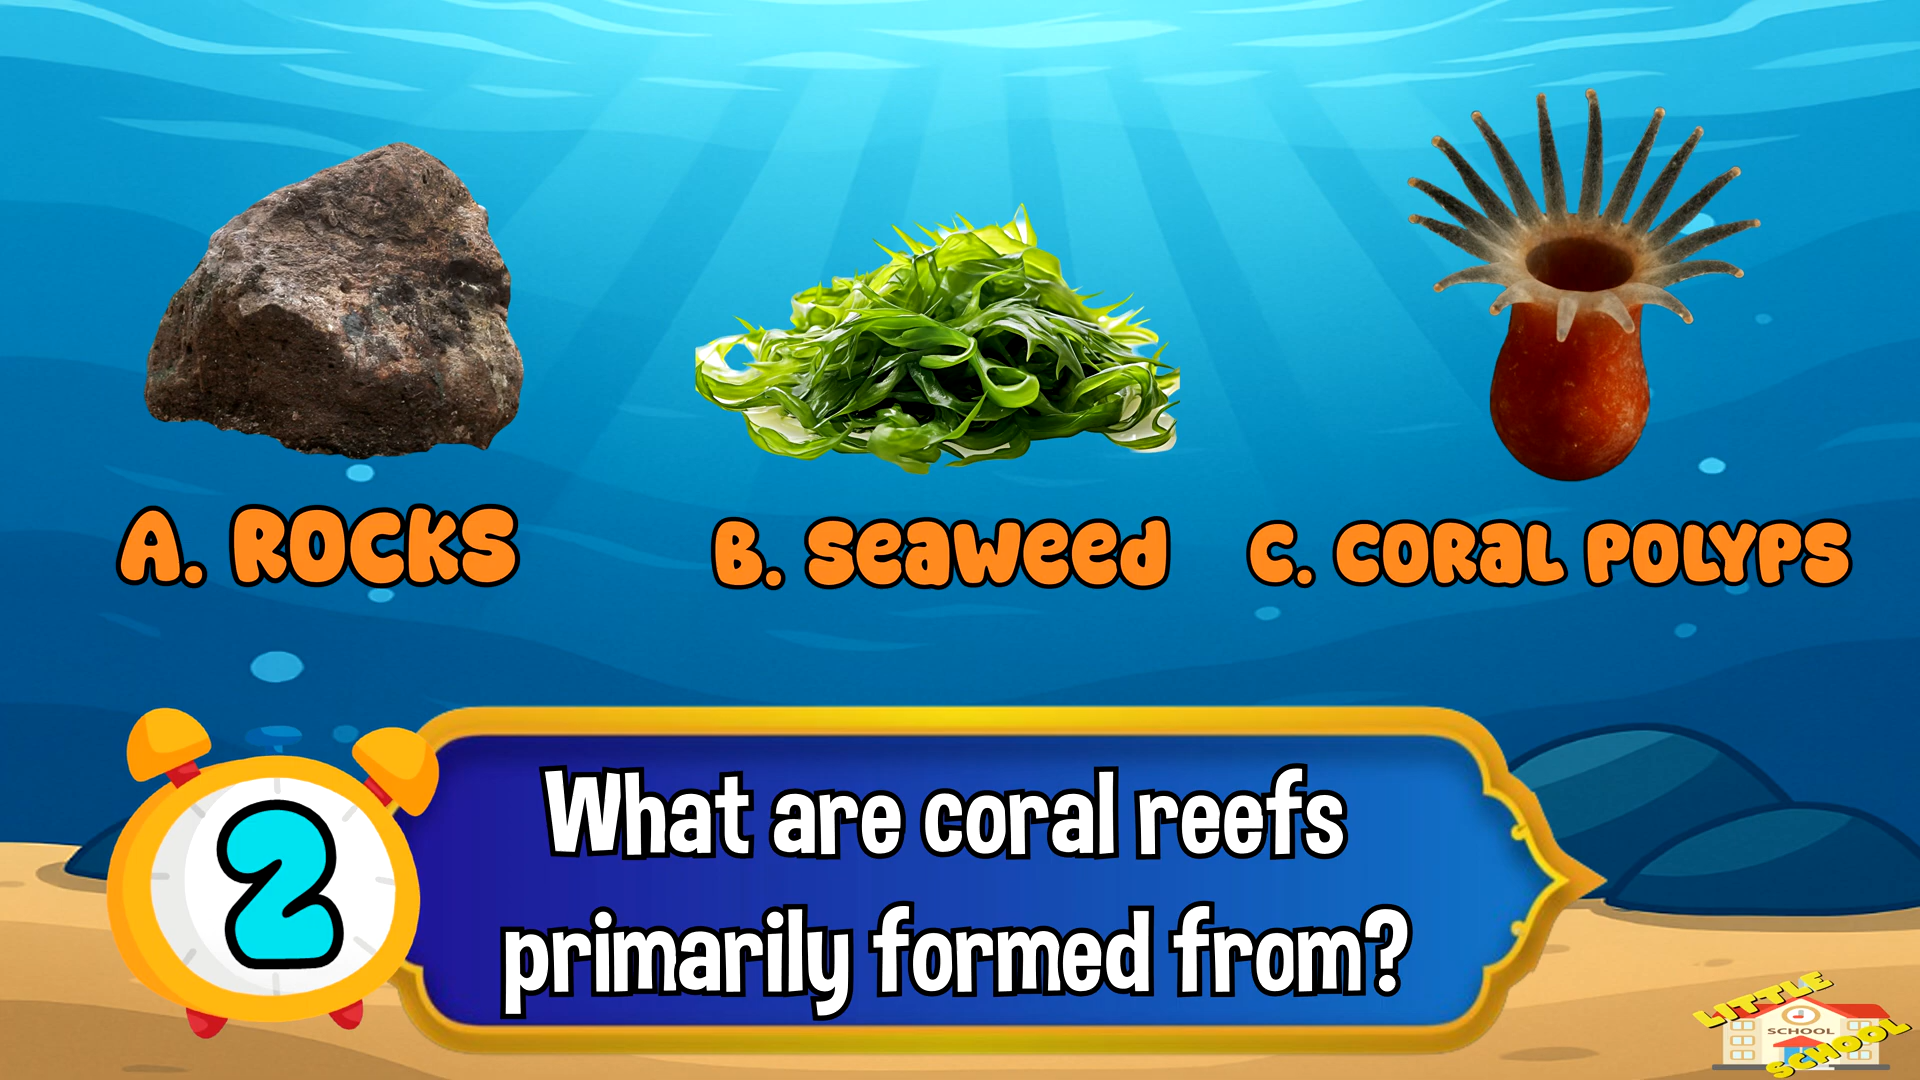 A. ROCKS
B. Seaweed
C. CORaL POLYPS
2
What are coral reefs
primarily formed from?
LITTLE
SCHOOL
SCHOOL